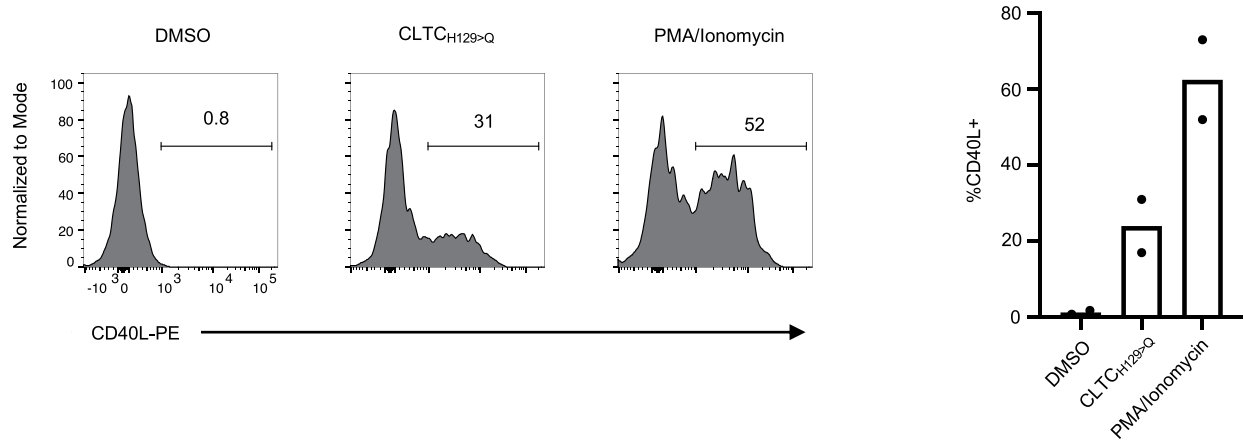 DMSO
CLTCH129>Q
PMA/Ionomycin
Normalized to Mode
100
80
60
40
20
0
0.8
31
52
-10 3 0 10 3 10 4 10 5
CD40L-PE
%CD40L+
80
60
40
20
0
DMSO
CLTCH129>Q
PMA/Ionomycin